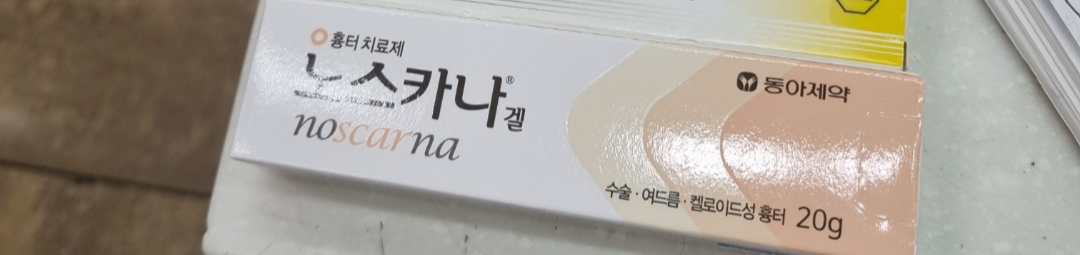 흉터 치료제
노스카나® 겔
noscarna
동아제약
수술·여드름·켈로이드성 흉터 20g